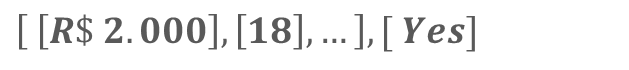 [ [R$ 2.000], [18], ... ], [ Yes]